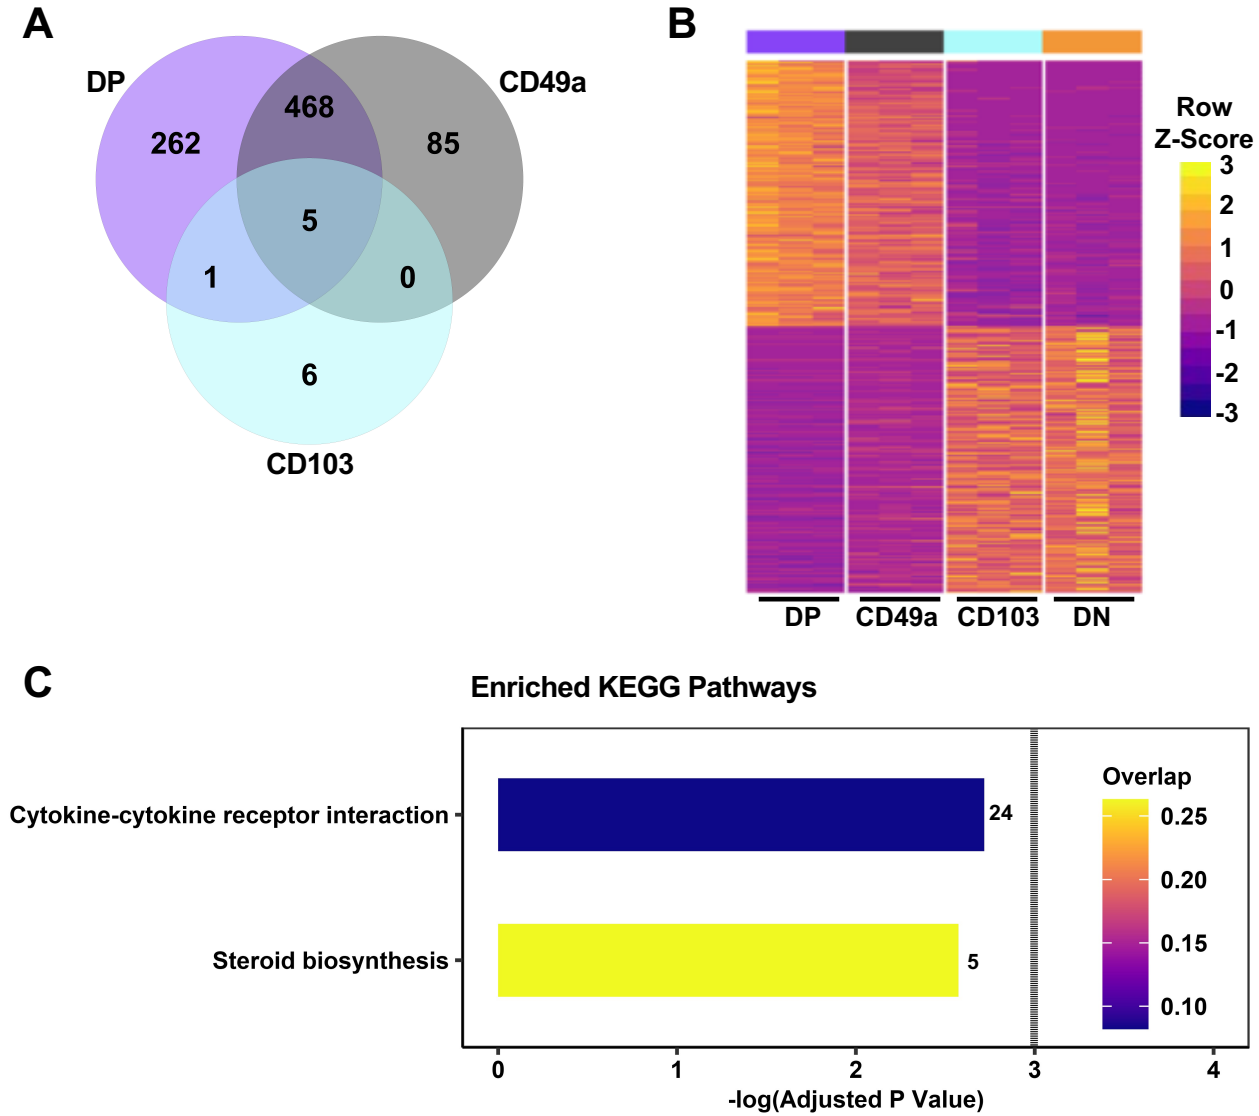 A
DP
CD49a
262
468
85
5
1
0
6
CD103
B
Row
Z-Score
3
2
1
0
-1
-2
-3
DP
CD49a
CD103
DN
C
Enriched KEGG Pathways
Cytokine-cytokine receptor interaction
24
Steroid biosynthesis
5
Overlap
0.25
0.20
0.15
0.10
0
1
2
3
4
-log(Adjusted P Value)